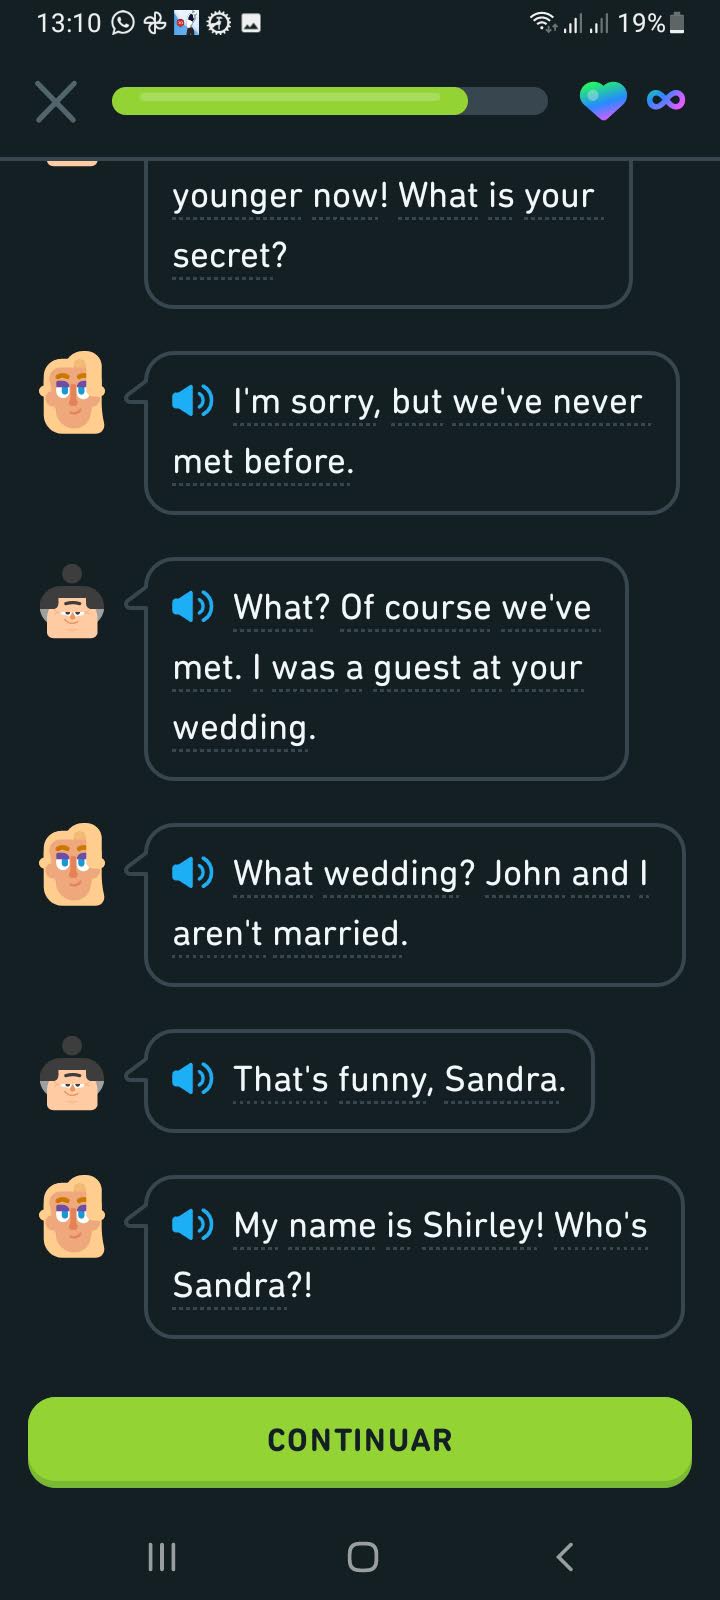 13:10
19%
younger now! What is your
secret?
I'm sorry, but we've never
met before.
What? Of course we've
met. I was a guest at your
wedding.
What wedding? John and I
aren't married.
That's funny, Sandra.
My name is Shirley! Who's
Sandra?!
CONTINUAR